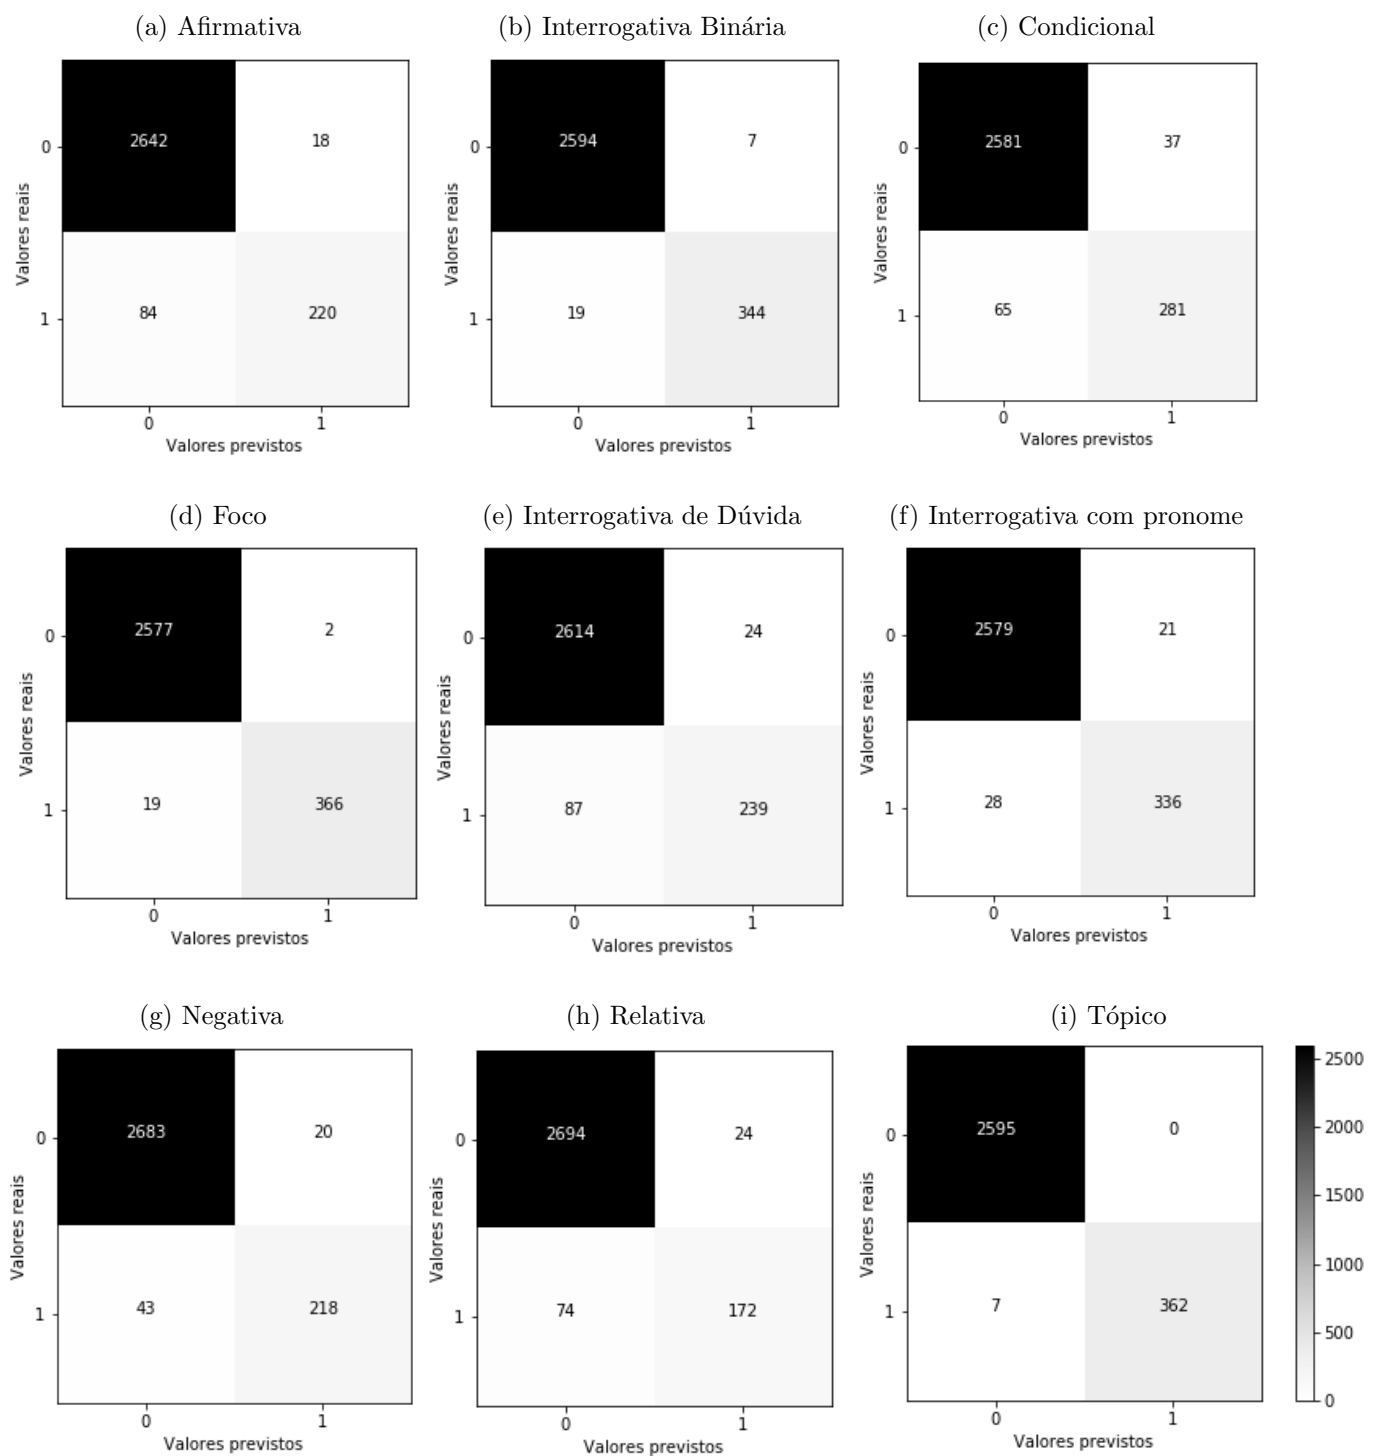 (a) Afirmativa
(b) Interrogativa Binária
(c) Condicional
0
2642
18
Valores reais
1
84
220
0
1
Valores previstos
0
2594
7
Valores reais
1
19
344
0
1
Valores previstos
0
2581
37
Valores reais
1
65
281
0
1
Valores previstos
(d) Foco
(e) Interrogativa de Dúvida
(f) Interrogativa com pronome
0
2577
2
Valores reais
1
19
366
0
1
Valores previstos
0
2614
24
Valores reais
1
87
239
0
1
Valores previstos
0
2579
21
Valores reais
1
28
336
0
1
Valores previstos
(g) Negativa
(h) Relativa
(i) Tópico
0
2683
20
Valores reais
1
43
218
0
1
Valores previstos
0
2694
24
Valores reais
1
74
172
0
1
Valores previstos
0
2595
0
Valores reais
1
7
362
0
1
Valores previstos
2500
2000
1500
1000
500
0